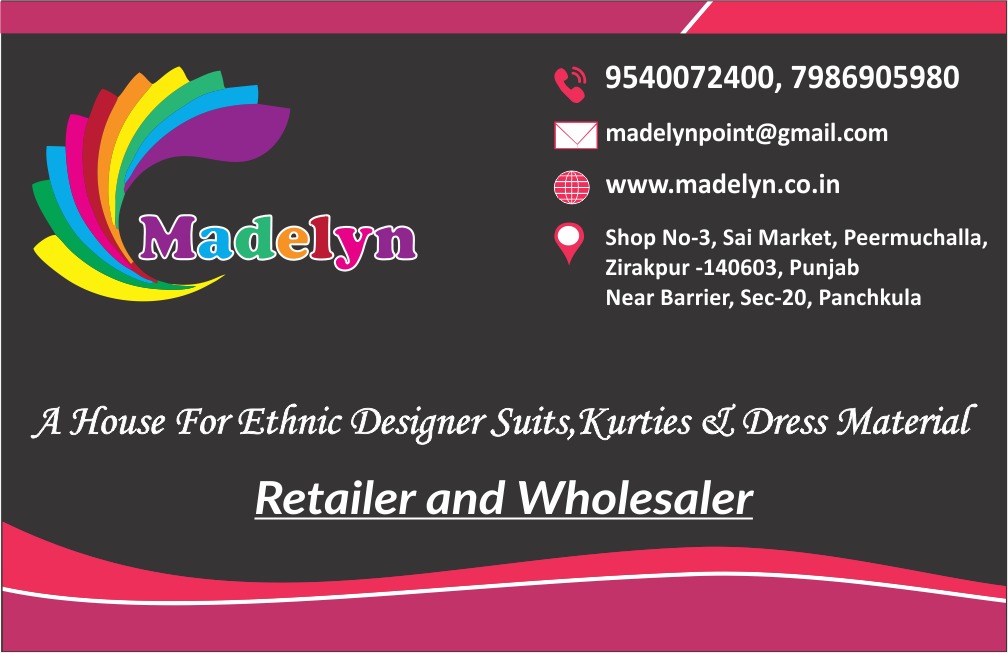 Madelyn
9540072400, 7986905980
madelynpoint@gmail.com
www.madelyn.co.in
Shop No-3, Sai Market, Peermuchalla,
Zirakpur -140603, Punjab
Near Barrier, Sec-20, Panchkula
A House For Ethnic Designer Suits,Kurties & Dress Material
Retailer and Wholesaler